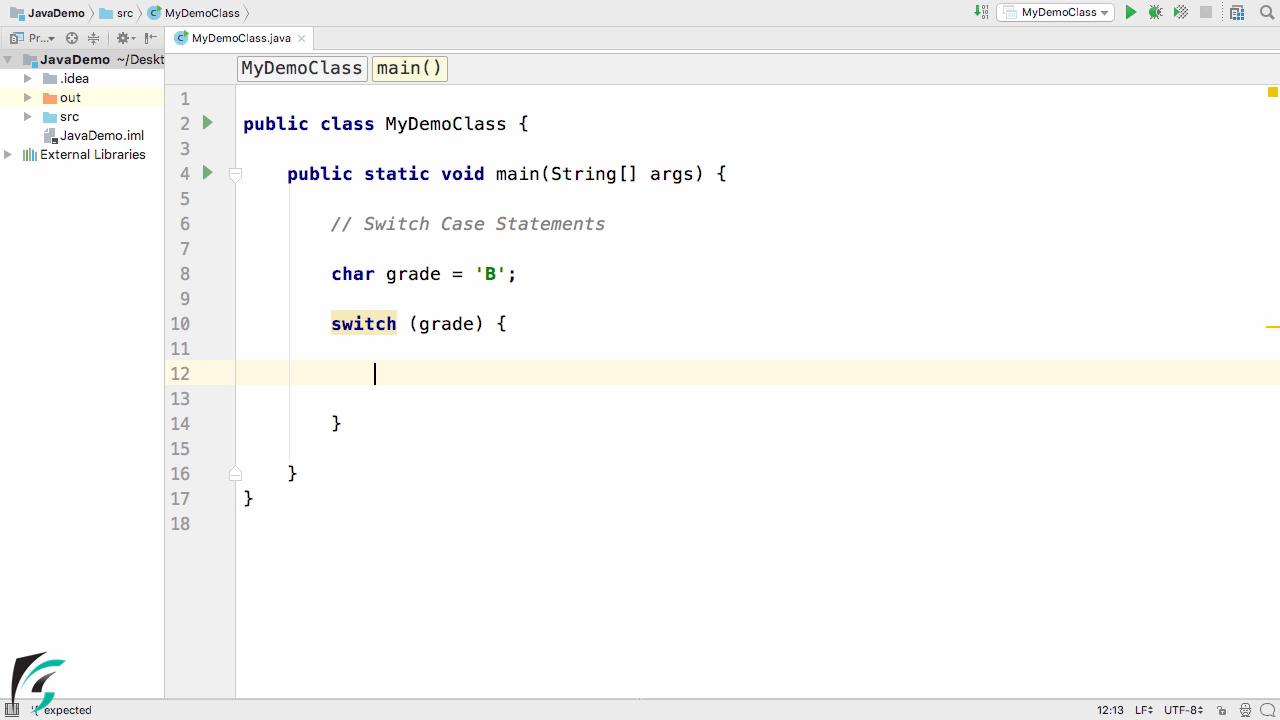 JavaDemo src MyDemoClass MyDemoClass
Pr... MyDemoClass.java
JavaDemo ~/Deskt
.idea
out
src
JavaDemo.iml
External Libraries
MyDemoClass main()
1
2 public class MyDemoClass {
3
4 public static void main(String[] args) {
5
6 // Switch Case Statements
7
8 char grade = 'B';
9
10 switch (grade) {
11
12
13
14 }
15
16 }
17 }
18
'{' expected 12:13 LF UTF-8